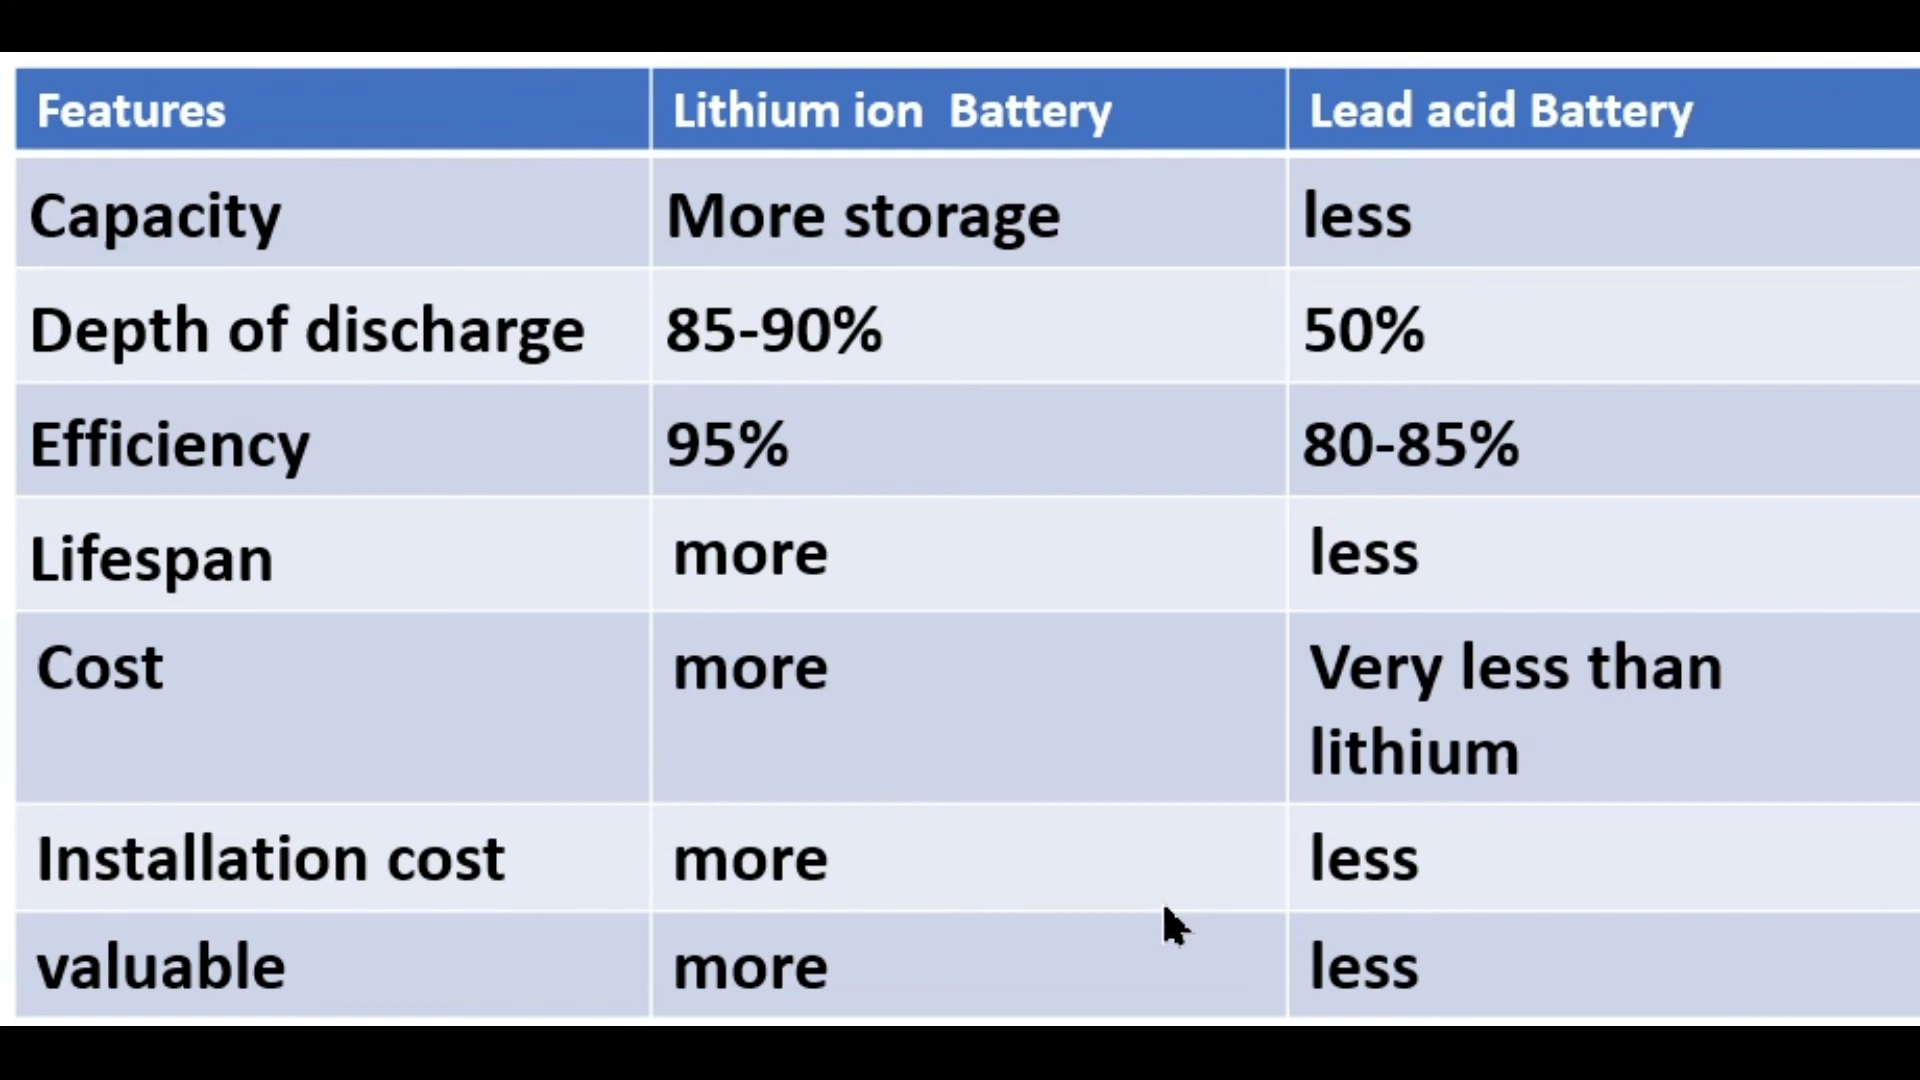 Features Lithium ion Battery Lead acid Battery
Capacity More storage less
Depth of discharge 85-90% 50%
Efficiency 95% 80-85%
Lifespan more less
Cost more Very less than
lithium
Installation cost more less
valuable more less